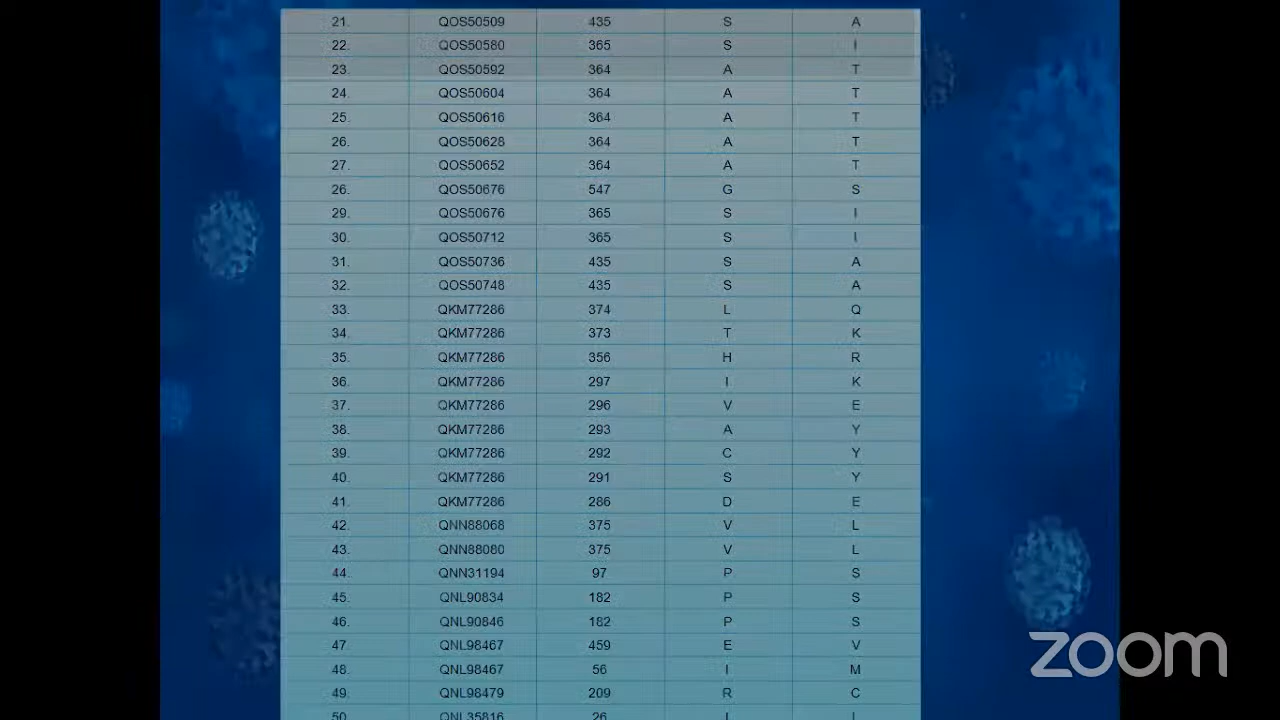 21. QOS50509 435 S A
22. QOS50580 365 S I
23. QOS50592 364 A T
24. QOS50604 364 A T
25. QOS50616 364 A T
26. QOS50628 364 A T
27. QOS50652 364 A T
26. QOS50676 547 G S
29. QOS50676 365 S I
30. QOS50712 365 S I
31. QOS50736 435 S A
32. QOS50748 435 S A
33. QKM77286 374 L Q
34. QKM77286 373 T K
35. QKM77286 356 H R
36. QKM77286 297 I K
37. QKM77286 296 V E
38. QKM77286 293 A Y
39. QKM77286 292 C Y
40. QKM77286 291 S Y
41. QKM77286 286 D E
42. QNN88068 375 V L
43. QNN88080 375 V L
44. QNN31194 97 P S
45. QNL90834 182 P S
46. QNL90846 182 P S
47. QNL98467 459 E V
48. QNL98467 56 I M
49. QNL98479 209 R C
50. QNL35816 26
zoom